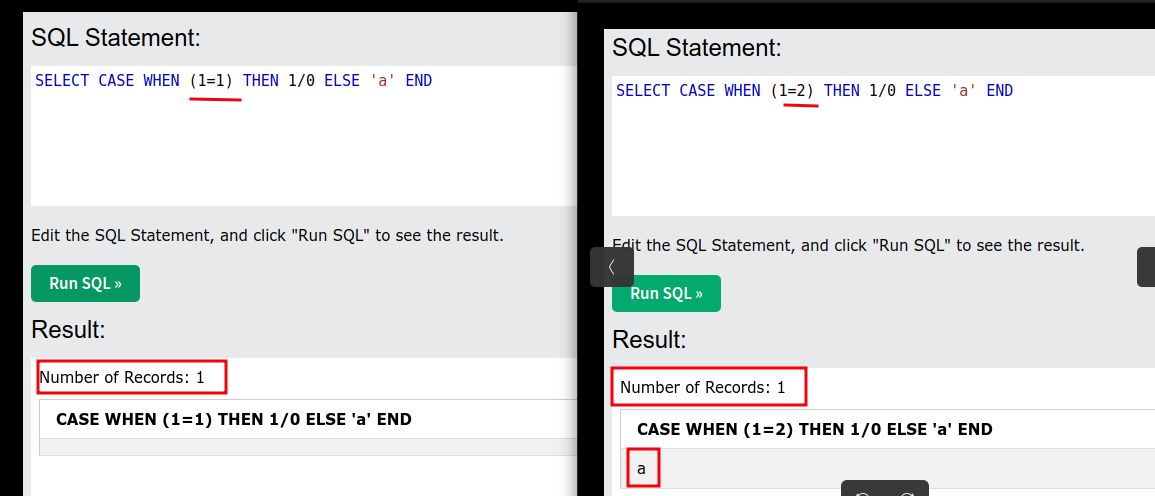 SQL Statement:
SELECT CASE WHEN (1=1) THEN 1/0 ELSE 'a' END
Edit the SQL Statement, and click "Run SQL" to see the result.
Run SQL »
Result:
Number of Records: 1
CASE WHEN (1=1) THEN 1/0 ELSE 'a' END
SQL Statement:
SELECT CASE WHEN (1=2) THEN 1/0 ELSE 'a' END
Edit the SQL Statement, and click "Run SQL" to see the result.
Run SQL »
Result:
Number of Records: 1
CASE WHEN (1=2) THEN 1/0 ELSE 'a' END
a